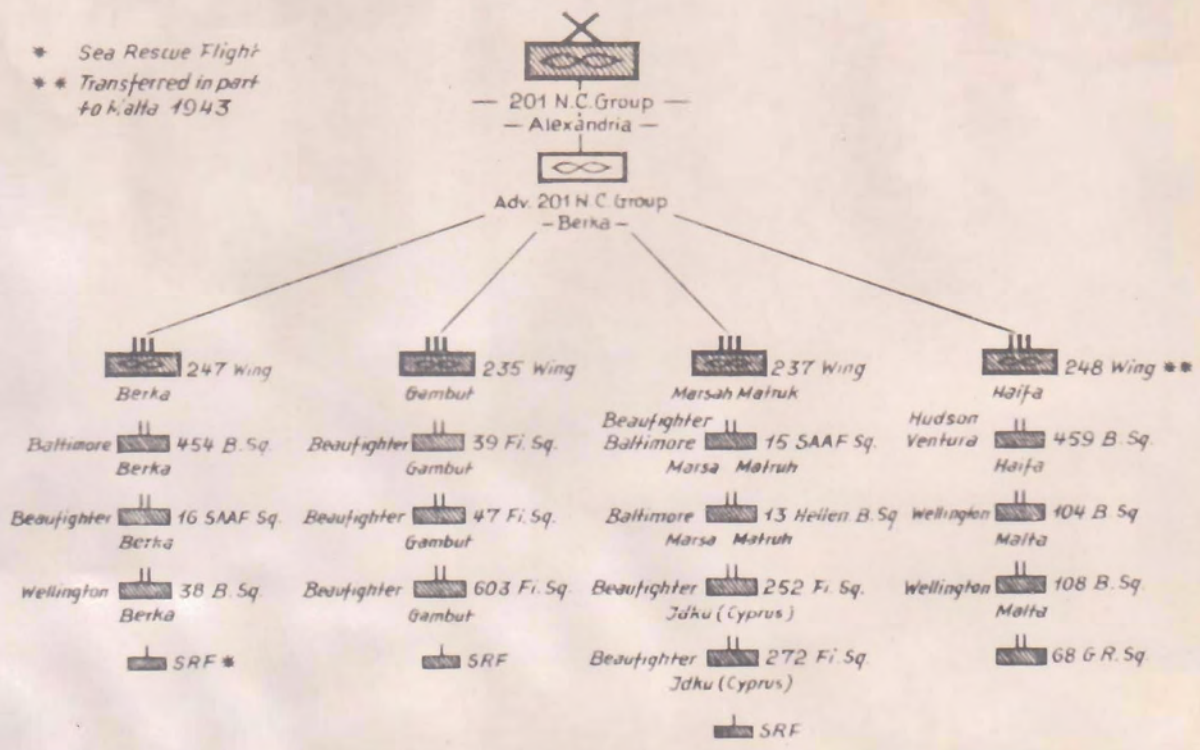 * Sea Rescue Flight
** Transferred in part
to Malta 1943
— 201 N.C. Group —
— Alexandria —
Adv. 201 N.C. Group
– Berka –
247 Wing
Berka
Baltimore 454 B.Sq.
Berka
Beaufighter 16 SAAF Sq.
Berka
Wellington 38 B.Sq.
Berka
SRF *
235 Wing
Gambut
Beaufighter 39 Fi.Sq.
Gambut
Beaufighter 47 Fi.Sq.
Gambut
Beaufighter 603 Fi.Sq.
Gambut
SRF
237 Wing
Marsah Matruk
Beaufighter
Baltimore 15 SAAF Sq.
Marsa Matruh
Baltimore 13 Hellen B.Sq
Marsa Matruh
Beaufighter 252 Fi.Sq.
Jdku (Cyprus)
Beaufighter 272 Fi.Sq.
Jdku (Cyprus)
SRF
248 Wing **
Haifa
Hudson
Ventura 459 B.Sq.
Haifa
Wellington 104 B Sq
Malta
Wellington 108 B.Sq.
Malta
68 G R.Sq.